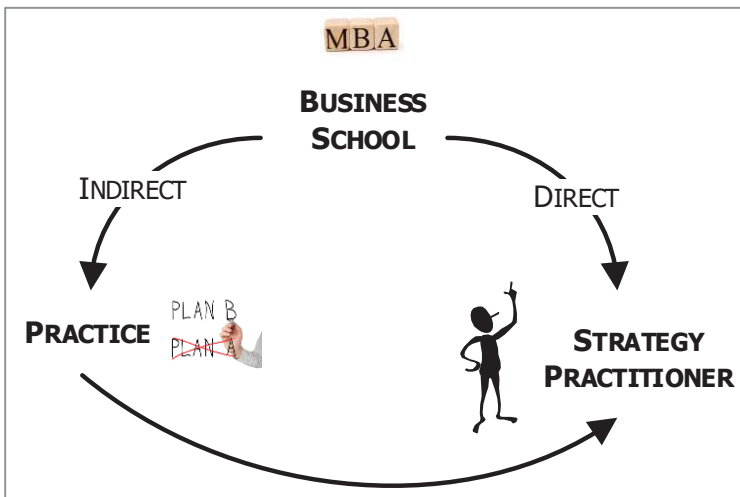 MBA
BUSINESS
SCHOOL
INDIRECT
DIRECT
PLAN B
PLAN A
PRACTICE
STRATEGY
PRACTITIONER